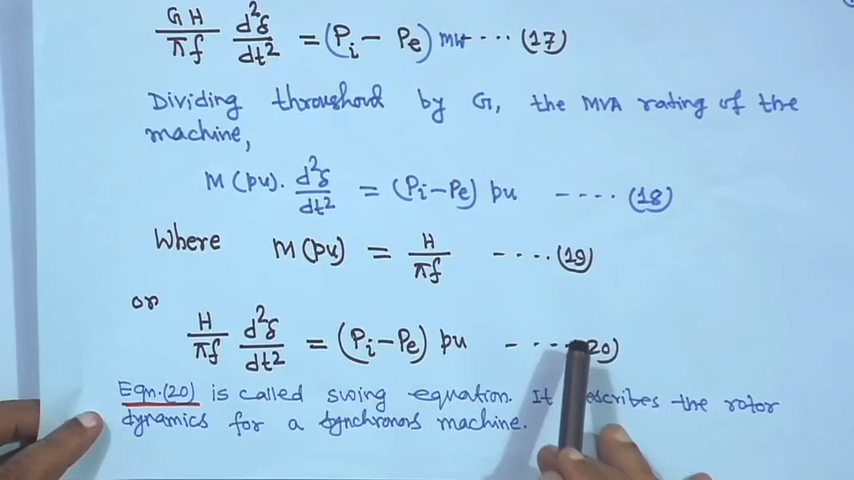 GH/πf d²δ/dt² = (Pi − Pe) MW ···· (17)
Dividing throughout by G, the MVA rating of the
machine,
M(pu). d²δ/dt² = (Pi−Pe) pu −···· (18)
Where M(pu) = H/πf −···· (19)
or
H/πf d²δ/dt² = (Pi−Pe) pu −···· (20)
Eqn.(20) is called swing equation. It describes the rotor
dynamics for a synchronous machine.